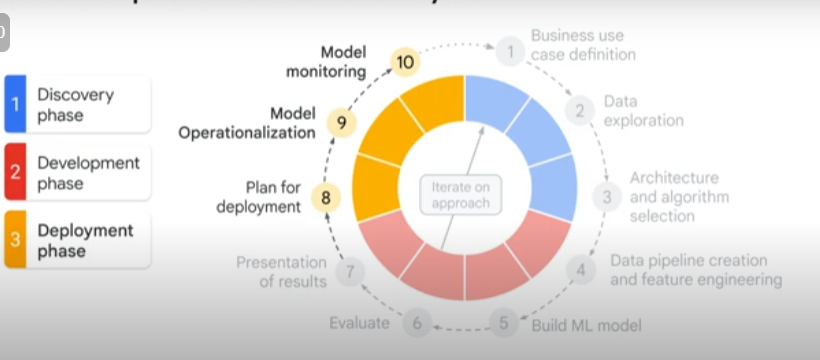 1
Discovery
phase
2
Development
phase
3
Deployment
phase
1
Business use
case definition
2
Data
exploration
3
Architecture
and algorithm
selection
4
Data pipeline creation
and feature engineering
5
Build ML model
6
Evaluate
7
Presentation
of results
8
Plan for
deployment
9
Model
Operationalization
10
Model
monitoring
Iterate on
approach